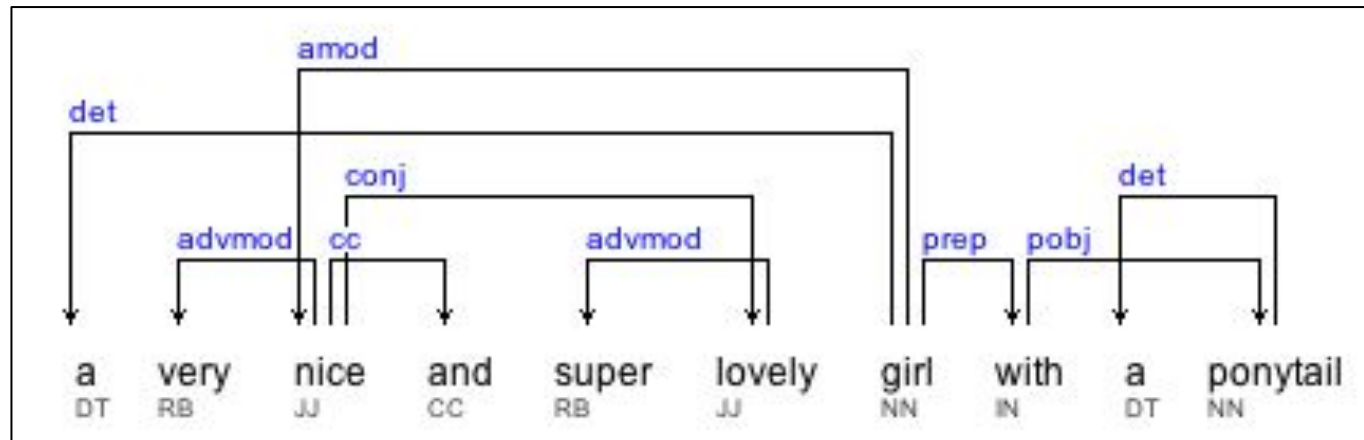 amod
det
conj det
advmod cc advmod prep pobj
a very nice and super lovely girl with a ponytail
DT RB JJ CC RB JJ NN IN DT NN